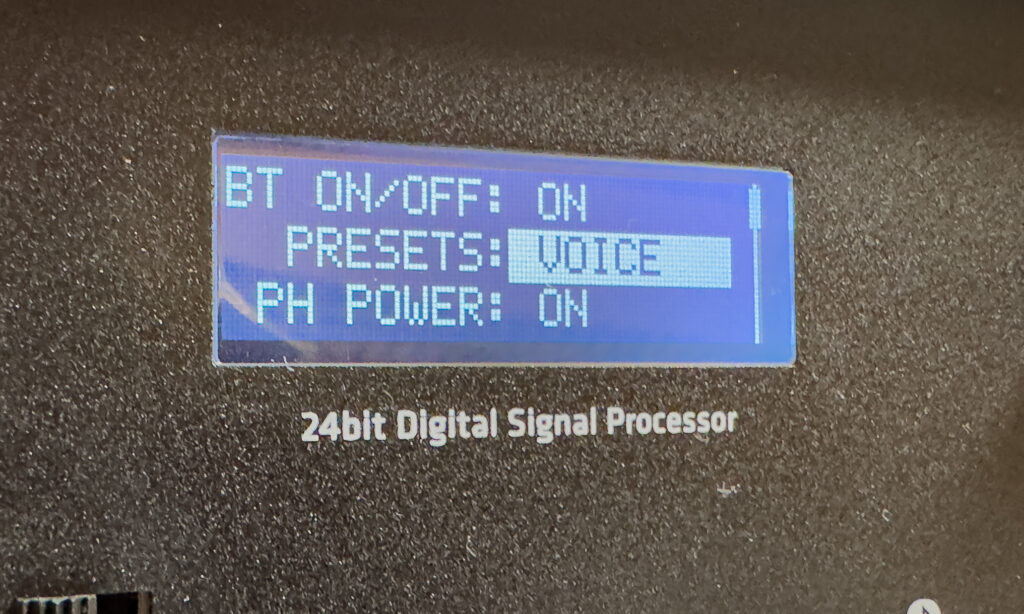 BT ON/OFF: ON
PRESETS: VOICE
PH POWER: ON
24bit Digital Signal Processor